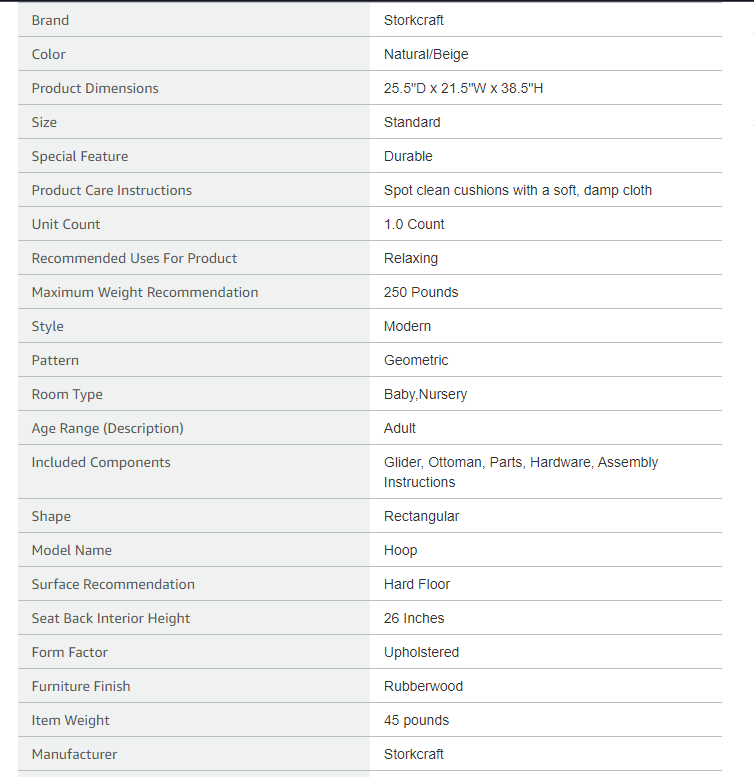 Brand Storkcraft
Color Natural/Beige
Product Dimensions 25.5"D x 21.5"W x 38.5"H
Size Standard
Special Feature Durable
Product Care Instructions Spot clean cushions with a soft, damp cloth
Unit Count 1.0 Count
Recommended Uses For Product Relaxing
Maximum Weight Recommendation 250 Pounds
Style Modern
Pattern Geometric
Room Type Baby,Nursery
Age Range (Description) Adult
Included Components Glider, Ottoman, Parts, Hardware, Assembly
Instructions
Shape Rectangular
Model Name Hoop
Surface Recommendation Hard Floor
Seat Back Interior Height 26 Inches
Form Factor Upholstered
Furniture Finish Rubberwood
Item Weight 45 pounds
Manufacturer Storkcraft